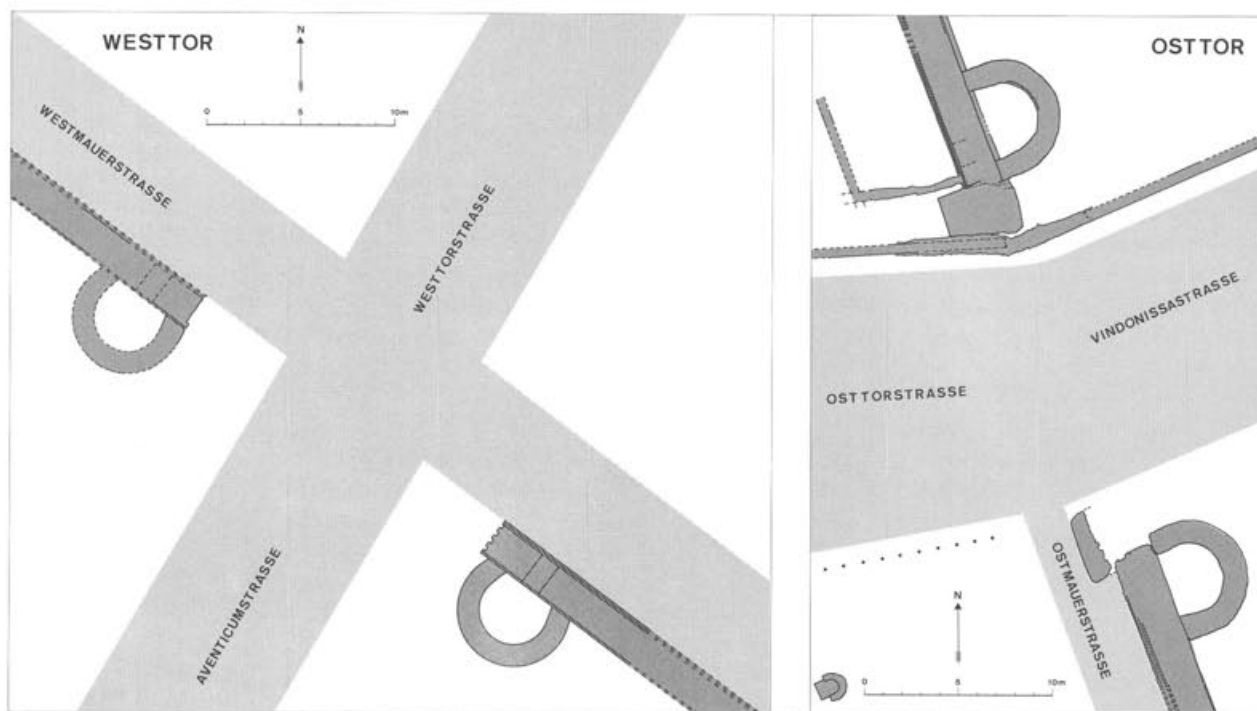 WESTTOR
N
0 5 10m
WESTMAUERSTRASSE
WESTTORSTRASSE
AVENTICUMSTRASSE
OSTTOR
VINDONISSASTRASSE
OSTTORSTRASSE
OSTMAUERSTRASSE
N
0 5 10m